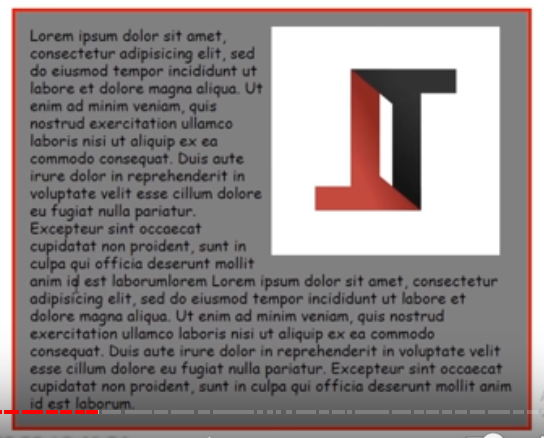 Lorem ipsum dolor sit amet,
consectetur adipisicing elit, sed
do eiusmod tempor incididunt ut
labore et dolore magna aliqua. Ut
enim ad minim veniam, quis
nostrud exercitation ullamco
laboris nisi ut aliquip ex ea
commodo consequat. Duis aute
irure dolor in reprehenderit in
voluptate velit esse cillum dolore
eu fugiat nulla pariatur.
Excepteur sint occaecat
cupidatat non proident, sunt in
culpa qui officia deserunt mollit
anim id est laborumlorem Lorem ipsum dolor sit amet, consectetur
adipisicing elit, sed do eiusmod tempor incididunt ut labore et
dolore magna aliqua. Ut enim ad minim veniam, quis nostrud
exercitation ullamco laboris nisi ut aliquip ex ea commodo
consequat. Duis aute irure dolor in reprehenderit in voluptate velit
esse cillum dolore eu fugiat nulla pariatur. Excepteur sint occaecat
cupidatat non proident, sunt in culpa qui officia deserunt mollit anim
id est laborum.